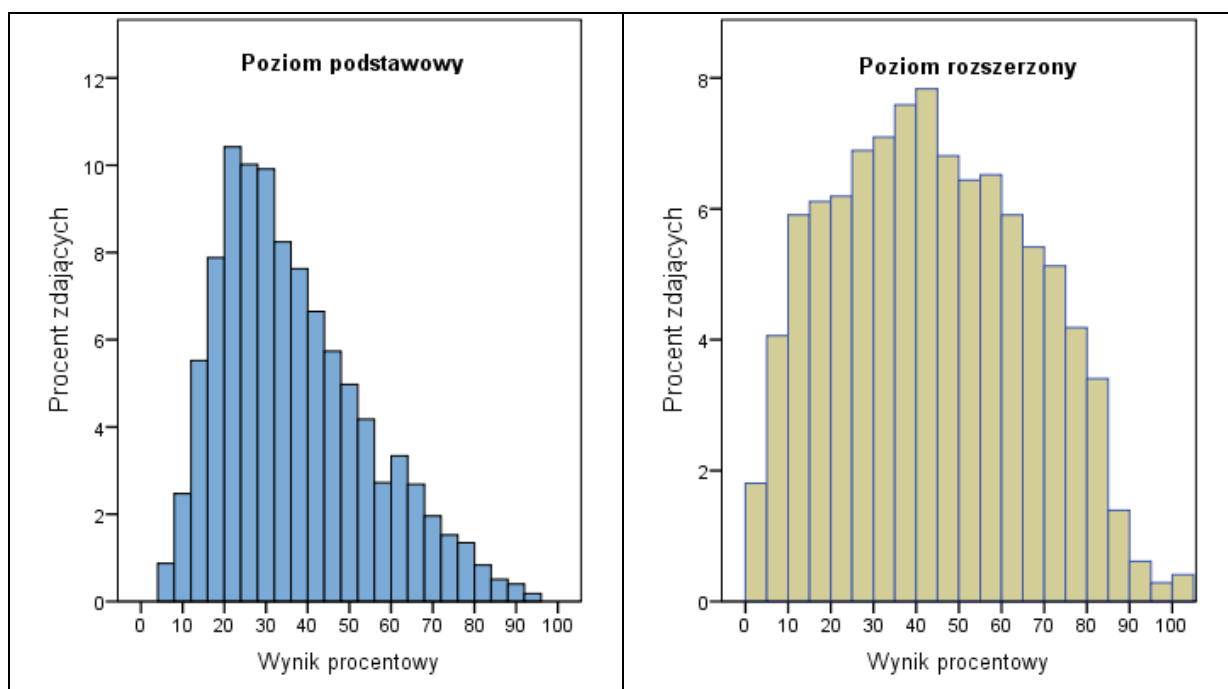 Poziom podstawowy
12
10
8
6
4
2
0
Procent zdających
0 10 20 30 40 50 60 70 80 90 100
Wynik procentowy
Poziom rozszerzony
8
6
4
2
0
Procent zdających
0 10 20 30 40 50 60 70 80 90 100
Wynik procentowy